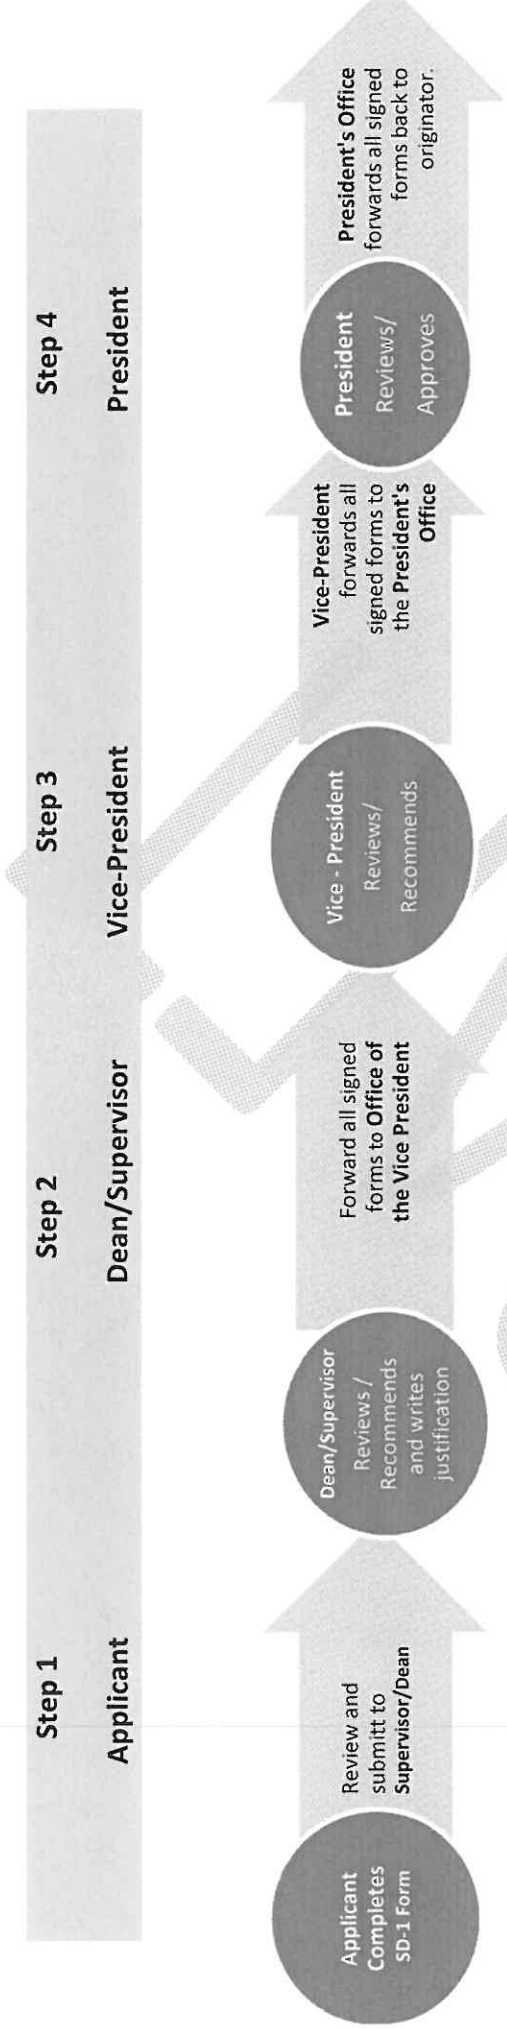 Step 1
Applicant
Step 2
Dean/Supervisor
Step 3
Vice-President
Step 4
President
Applicant
Completes
SD-1 Form
Review and
submitt to
Supervisor/Dean
Dean/Supervisor
Reviews /
Recommends
and writes
justification
Forward all signed
forms to Office of
the Vice President
Vice - President
Reviews/
Recommends
Vice-President
forwards all
signed forms to
the President's
Office
President
Reviews/
Approves
President's Office
forwards all signed
forms back to
originator.